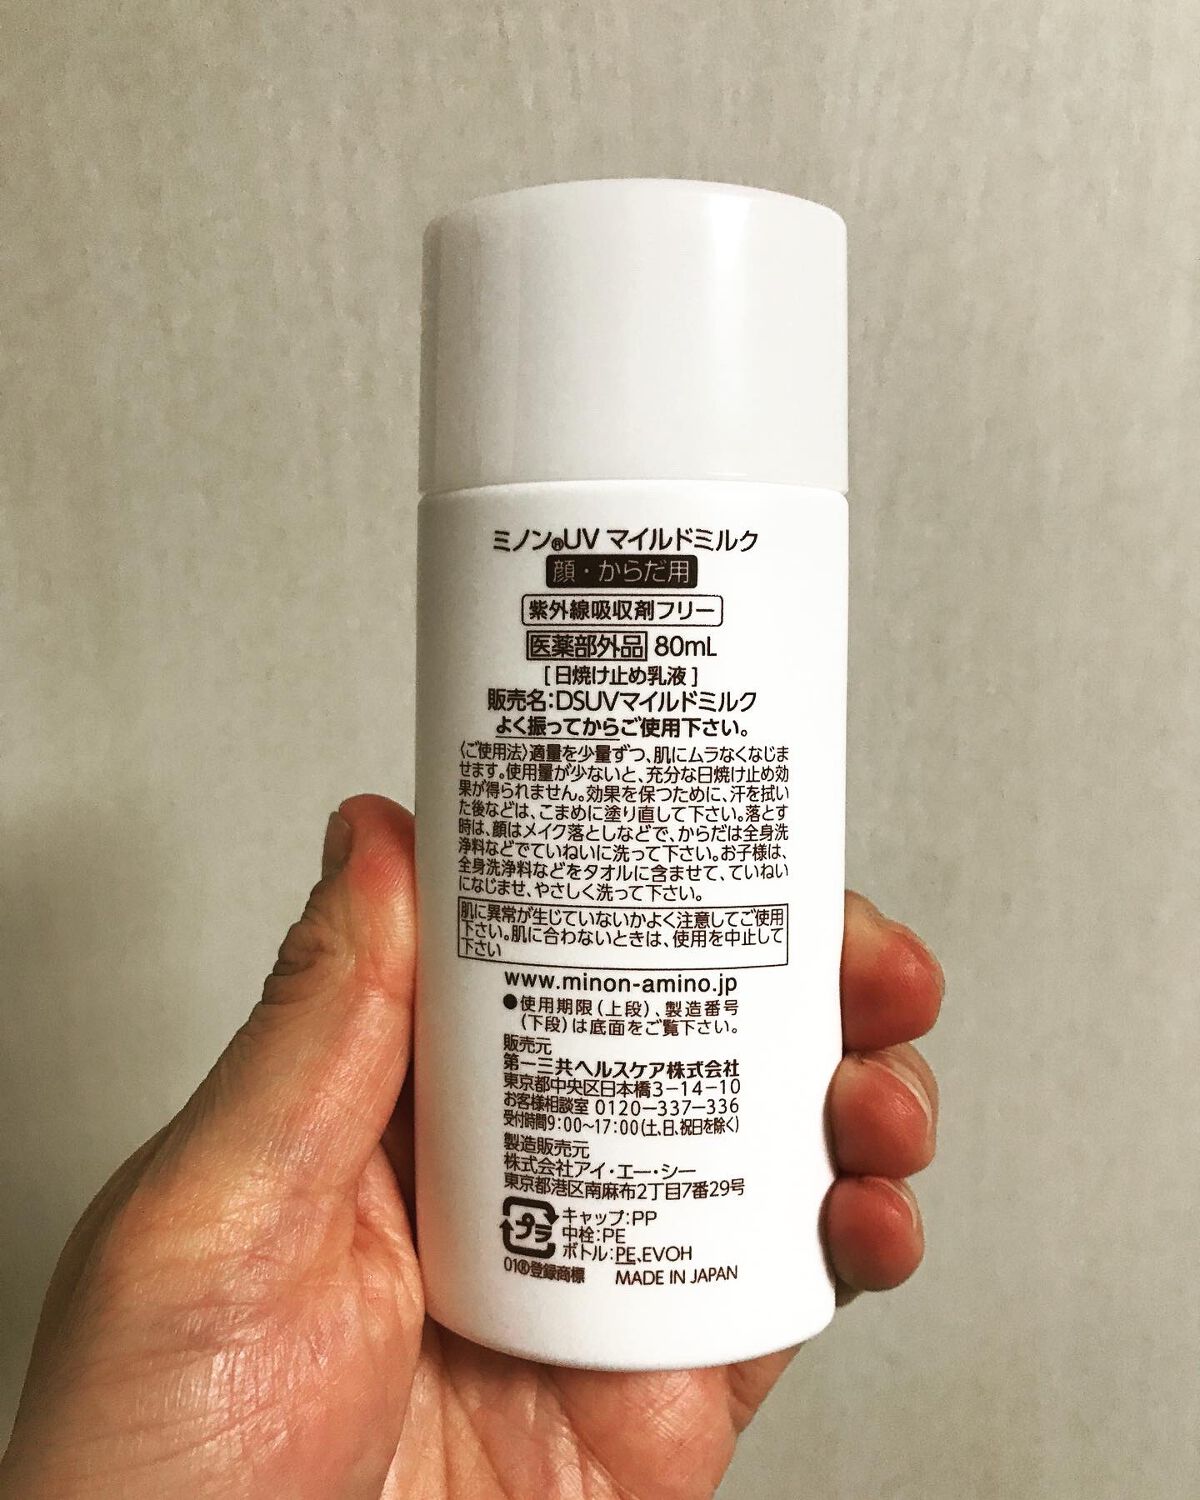 ミノン®UV マイルドミルク
顔・からだ用
紫外線吸収剤フリー
医薬部外品 80mL
[日焼け止め乳液]
販売名:DSUVマイルドミルク
よく振ってからご使用下さい。
〈ご使用法〉適量を少量ずつ、肌にムラなくなじま
せます。使用量が少ないと、充分な日焼け止め効
果が得られません。効果を保つために、汗を拭い
た後などは、こまめに塗り直して下さい。落とす
時は、顔はメイク落としなどで、からだは全身洗
浄料などでていねいに洗って下さい。お子様は、
全身洗浄料などをタオルに含ませて、ていねい
になじませ、やさしく洗って下さい。
肌に異常が生じていないかよく注意してご使用
下さい。肌に合わないときは、使用を中止して
下さい
www.minon-amino.jp
●使用期限(上段)、製造番号
(下段)は底面をご覧下さい。
販売元
第一三共ヘルスケア株式会社
東京都中央区日本橋3-14-10
お客様相談室 0120-337-336
受付時間9:00~17:00(土、日、祝日を除く)
製造販売元
株式会社アイ・エー・シー
東京都港区南麻布2丁目7番29号
プラ
キャップ:PP
中栓:PE
ボトル:PE、EVOH
01®登録商標 MADE IN JAPAN